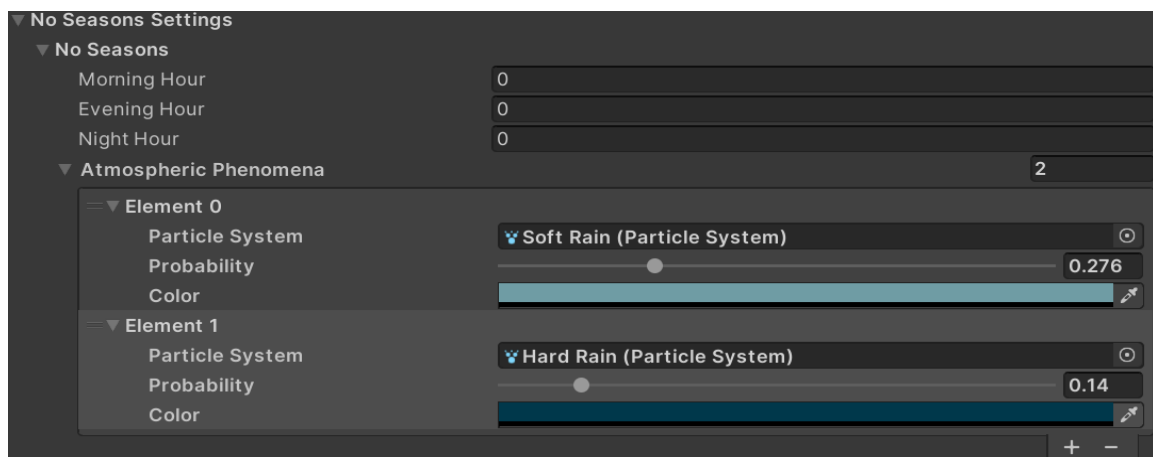 No Seasons Settings
No Seasons
Morning Hour 0
Evening Hour 0
Night Hour 0
Atmospheric Phenomena 2
Element 0
Particle System Soft Rain (Particle System)
Probability 0.276
Color
Element 1
Particle System Hard Rain (Particle System)
Probability 0.14
Color
+ −